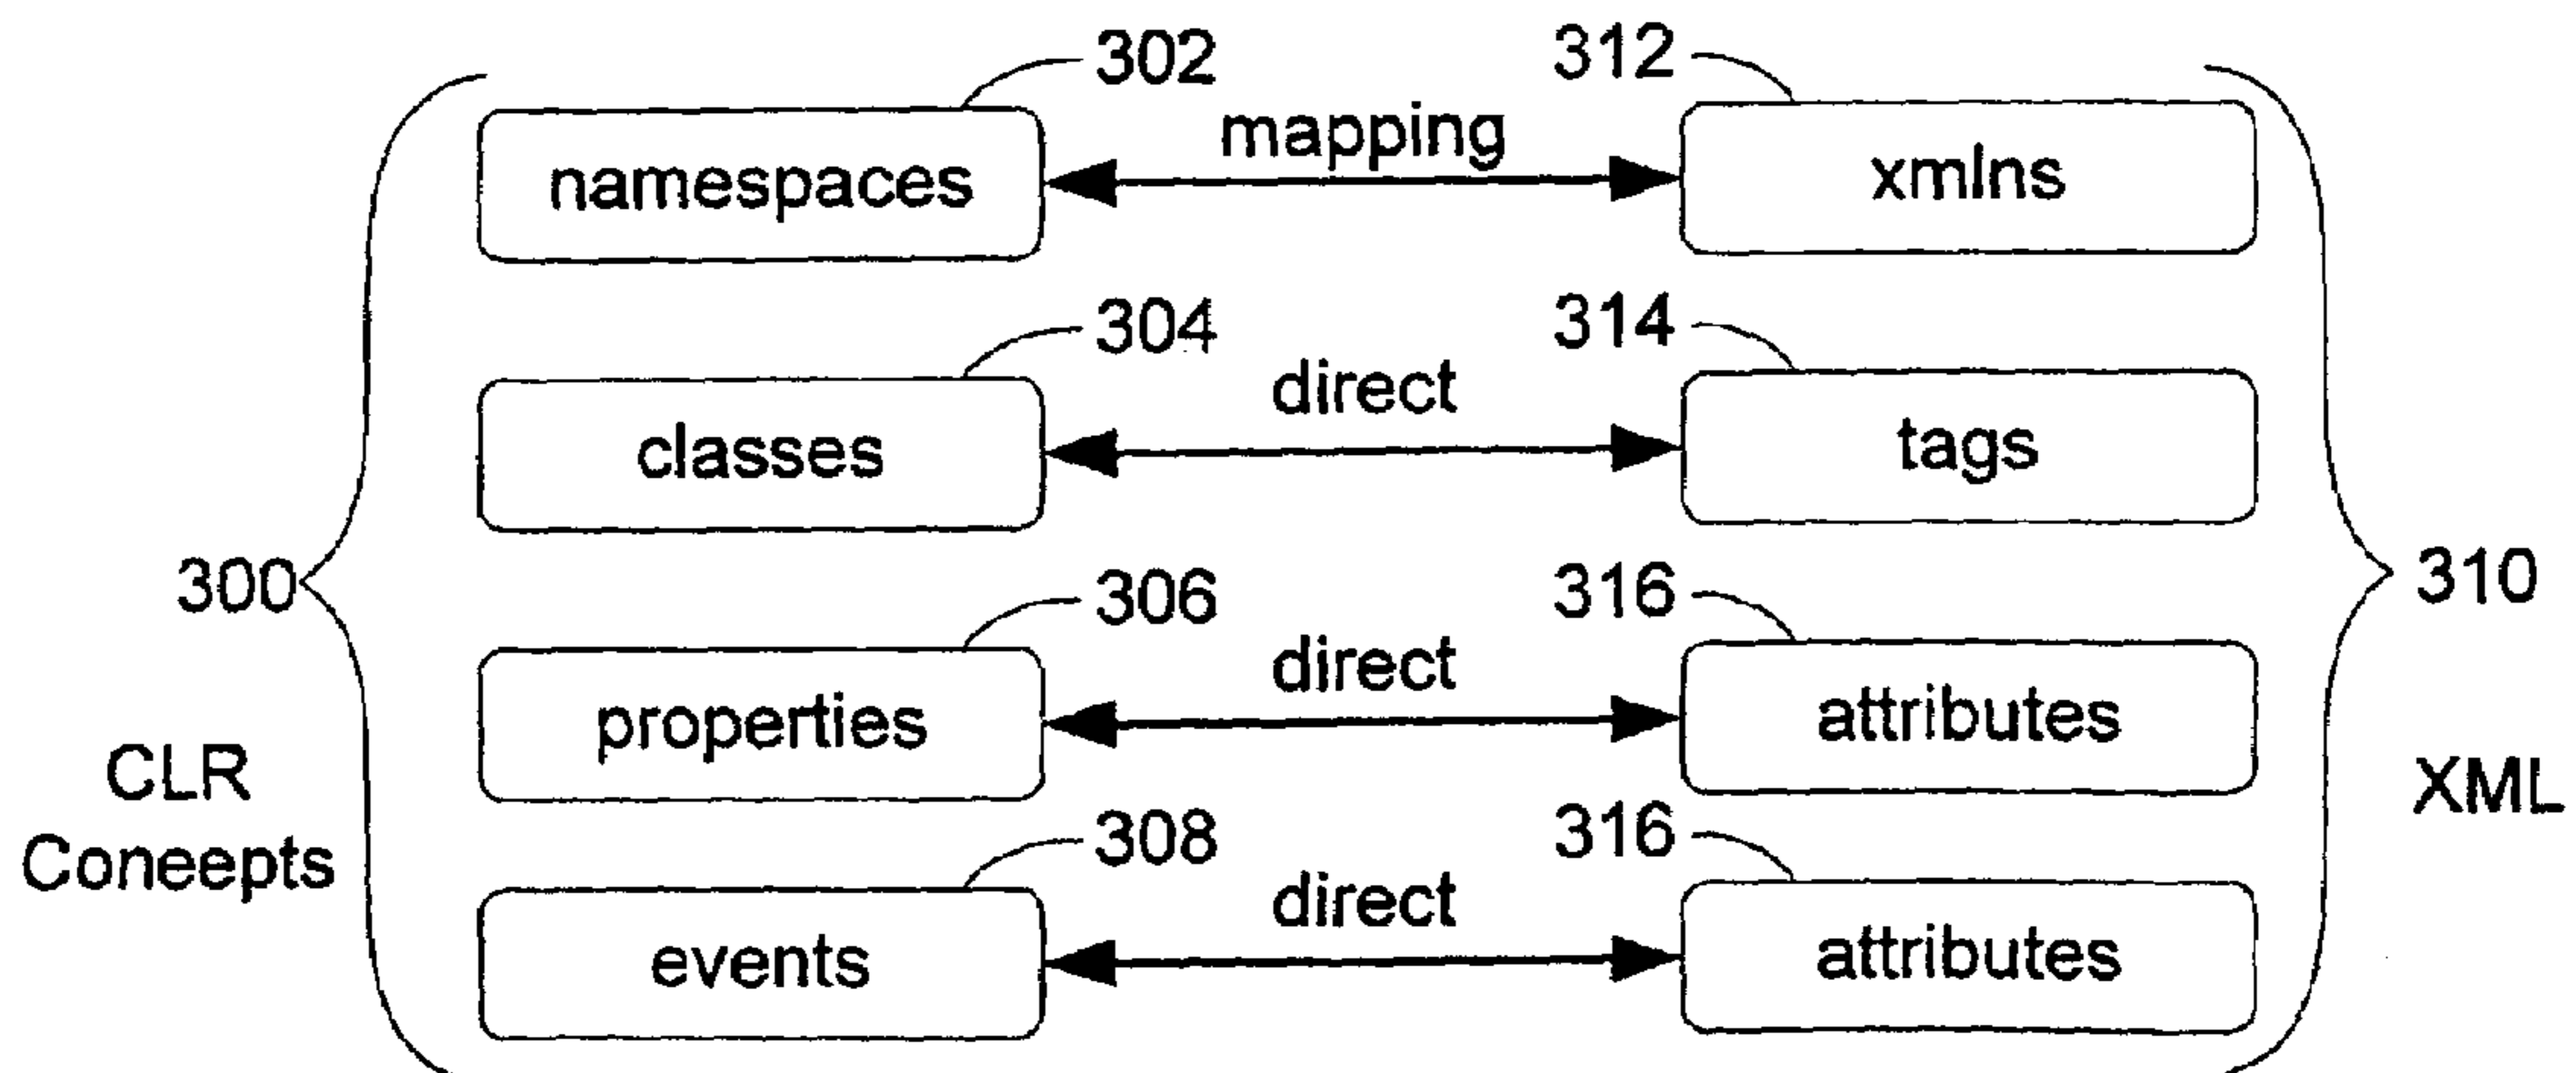 302
312
namespaces
mapping
xmlns
304
314
classes
direct
tags
300
310
306
316
properties
direct
attributes
CLR
Coneepts
XML
308
316
events
direct
attributes